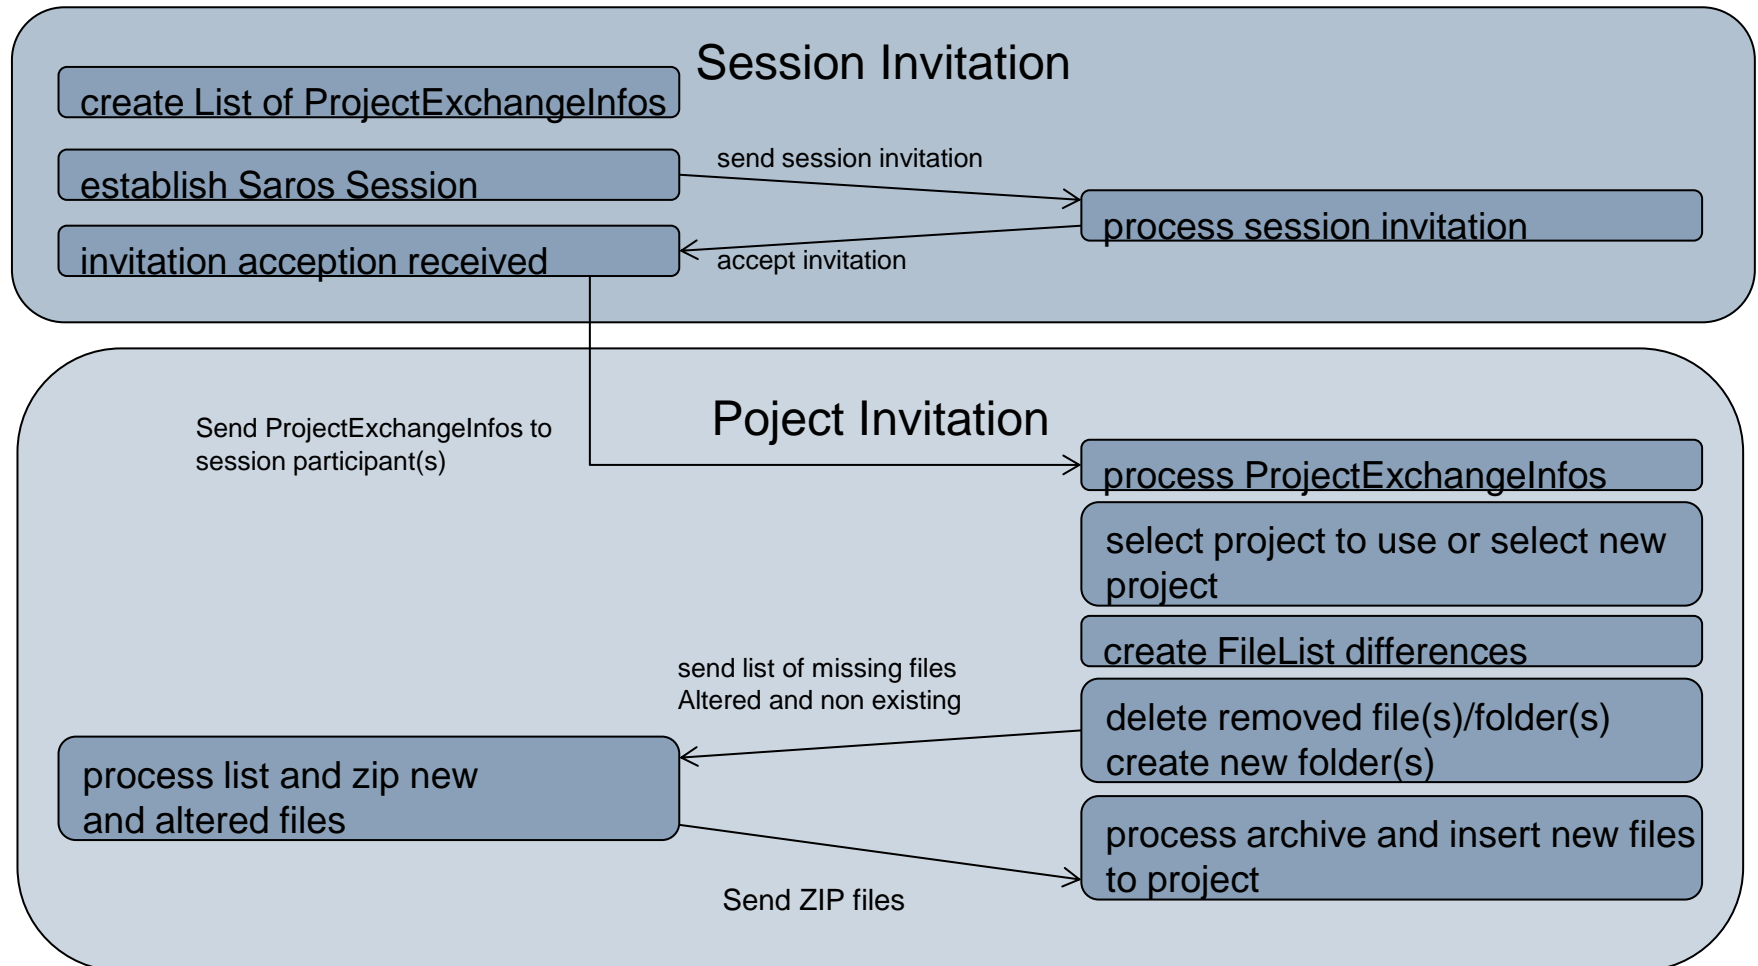 Session Invitation
create List of ProjectExchangeInfos
send session invitation
establish Saros Session
process session invitation
invitation acception received
accept invitation
Poject Invitation
Send ProjectExchangeInfos to
session participant(s)
process ProjectExchangeInfos
select project to use or select new
project
create FileList differences
send list of missing files
Altered and non existing
delete removed file(s)/folder(s)
create new folder(s)
process list and zip new
and altered files
process archive and insert new files
to project
Send ZIP files